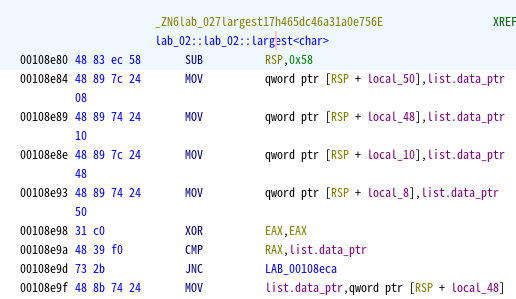 _ZN6lab_027largest17h465dc46a31a0e756E XREF
lab_02::lab_02::largest<char>
00108e80 48 83 ec 58 SUB RSP,0x58
00108e84 48 89 7c 24 MOV qword ptr [RSP + local_50],list.data_ptr
08
00108e89 48 89 74 24 MOV qword ptr [RSP + local_48],list.data_ptr
10
00108e8e 48 89 7c 24 MOV qword ptr [RSP + local_10],list.data_ptr
48
00108e93 48 89 74 24 MOV qword ptr [RSP + local_8],list.data_ptr
50
00108e98 31 c0 XOR EAX,EAX
00108e9a 48 39 f0 CMP RAX,list.data_ptr
00108e9d 73 2b JNC LAB_00108eca
00108e9f 48 8b 74 24 MOV list.data_ptr,qword ptr [RSP + local_48]